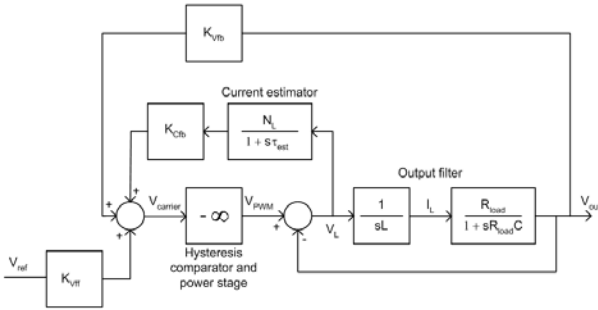 K_Vfb
Current estimator
K_Cfb
N_L
1 + sτ_est
Output filter
V_carrier
- ∞
V_PWM
V_L
1
sL
I_L
R_load
1 + sR_loadC
V_ou
+
+
+
+
-
Hysteresis
comparator and
power stage
V_ref
K_Vff